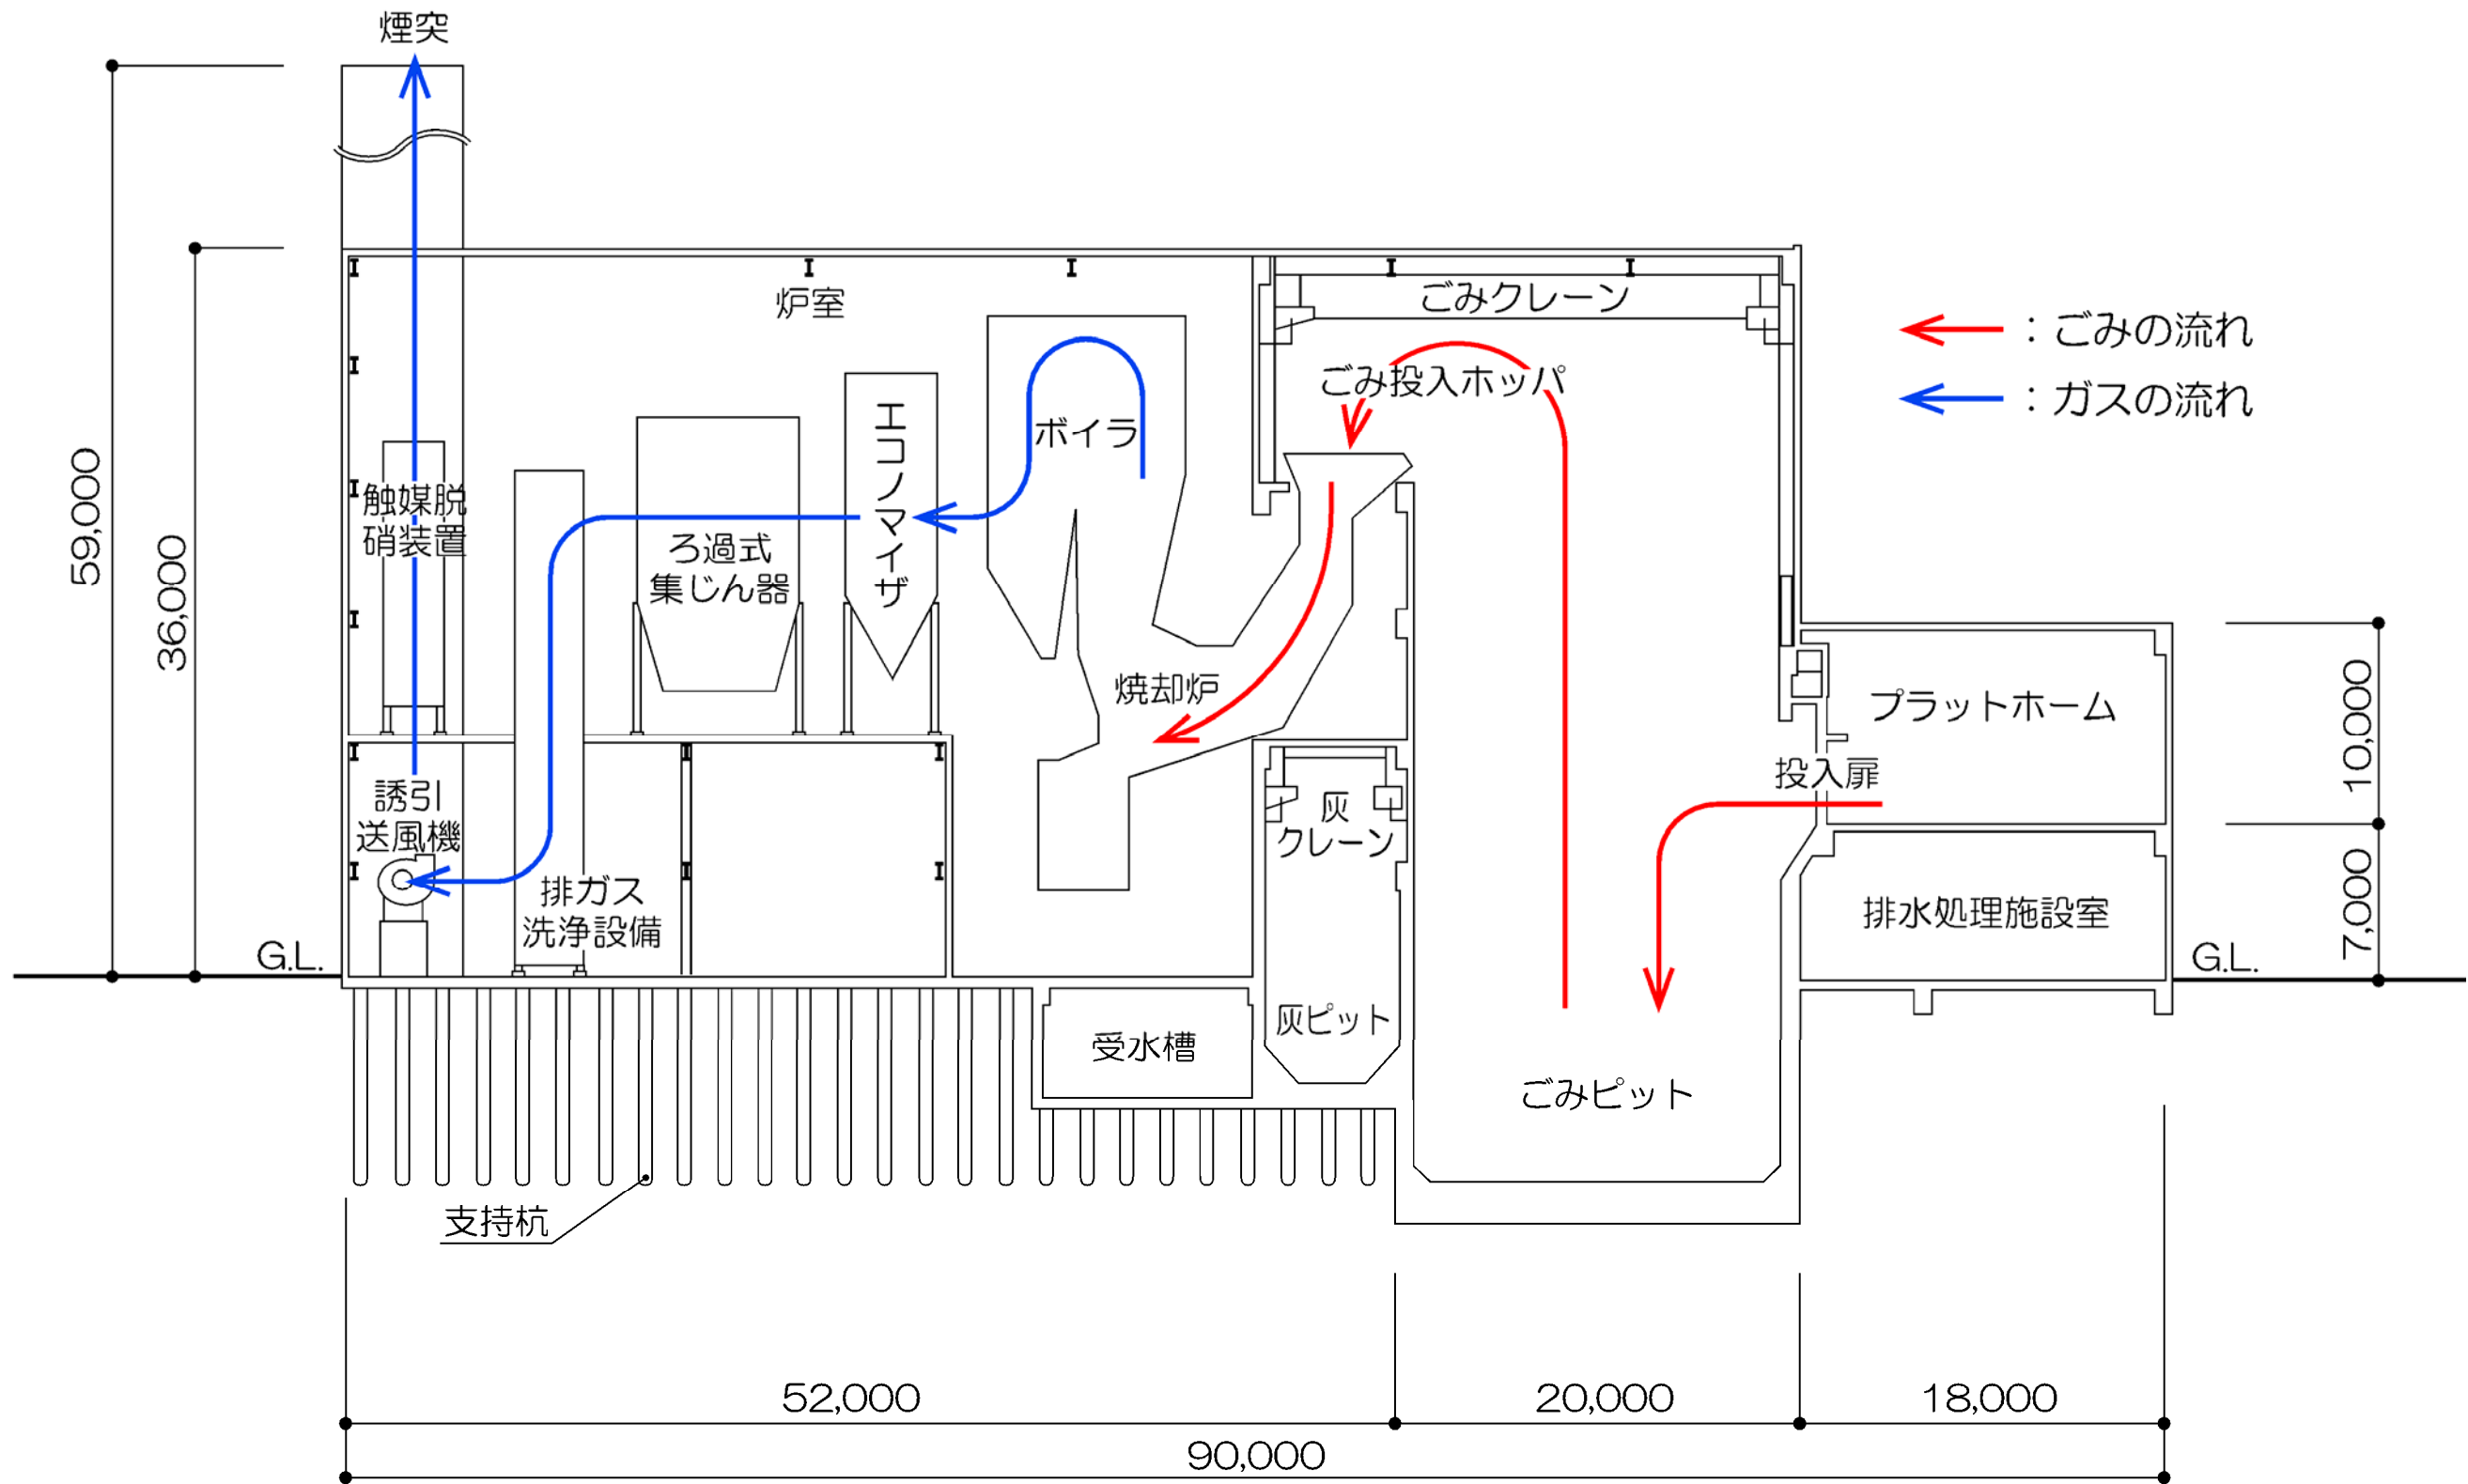 煙突
59,000
36,000
炉室
ごみクレーン
：ごみの流れ
：ガスの流れ
ごみ投入ホッパ
ボイラ
エコノマイザ
触媒脱
硝装置
ろ過式
集じん器
焼却炉
プラットホーム
投入扉
10,000
7,000
誘引
送風機
灰
クレーン
排ガス
洗浄設備
排水処理施設室
G.L.
G.L.
灰ピット
受水槽
ごみピット
支持杭
52,000
20,000
18,000
90,000